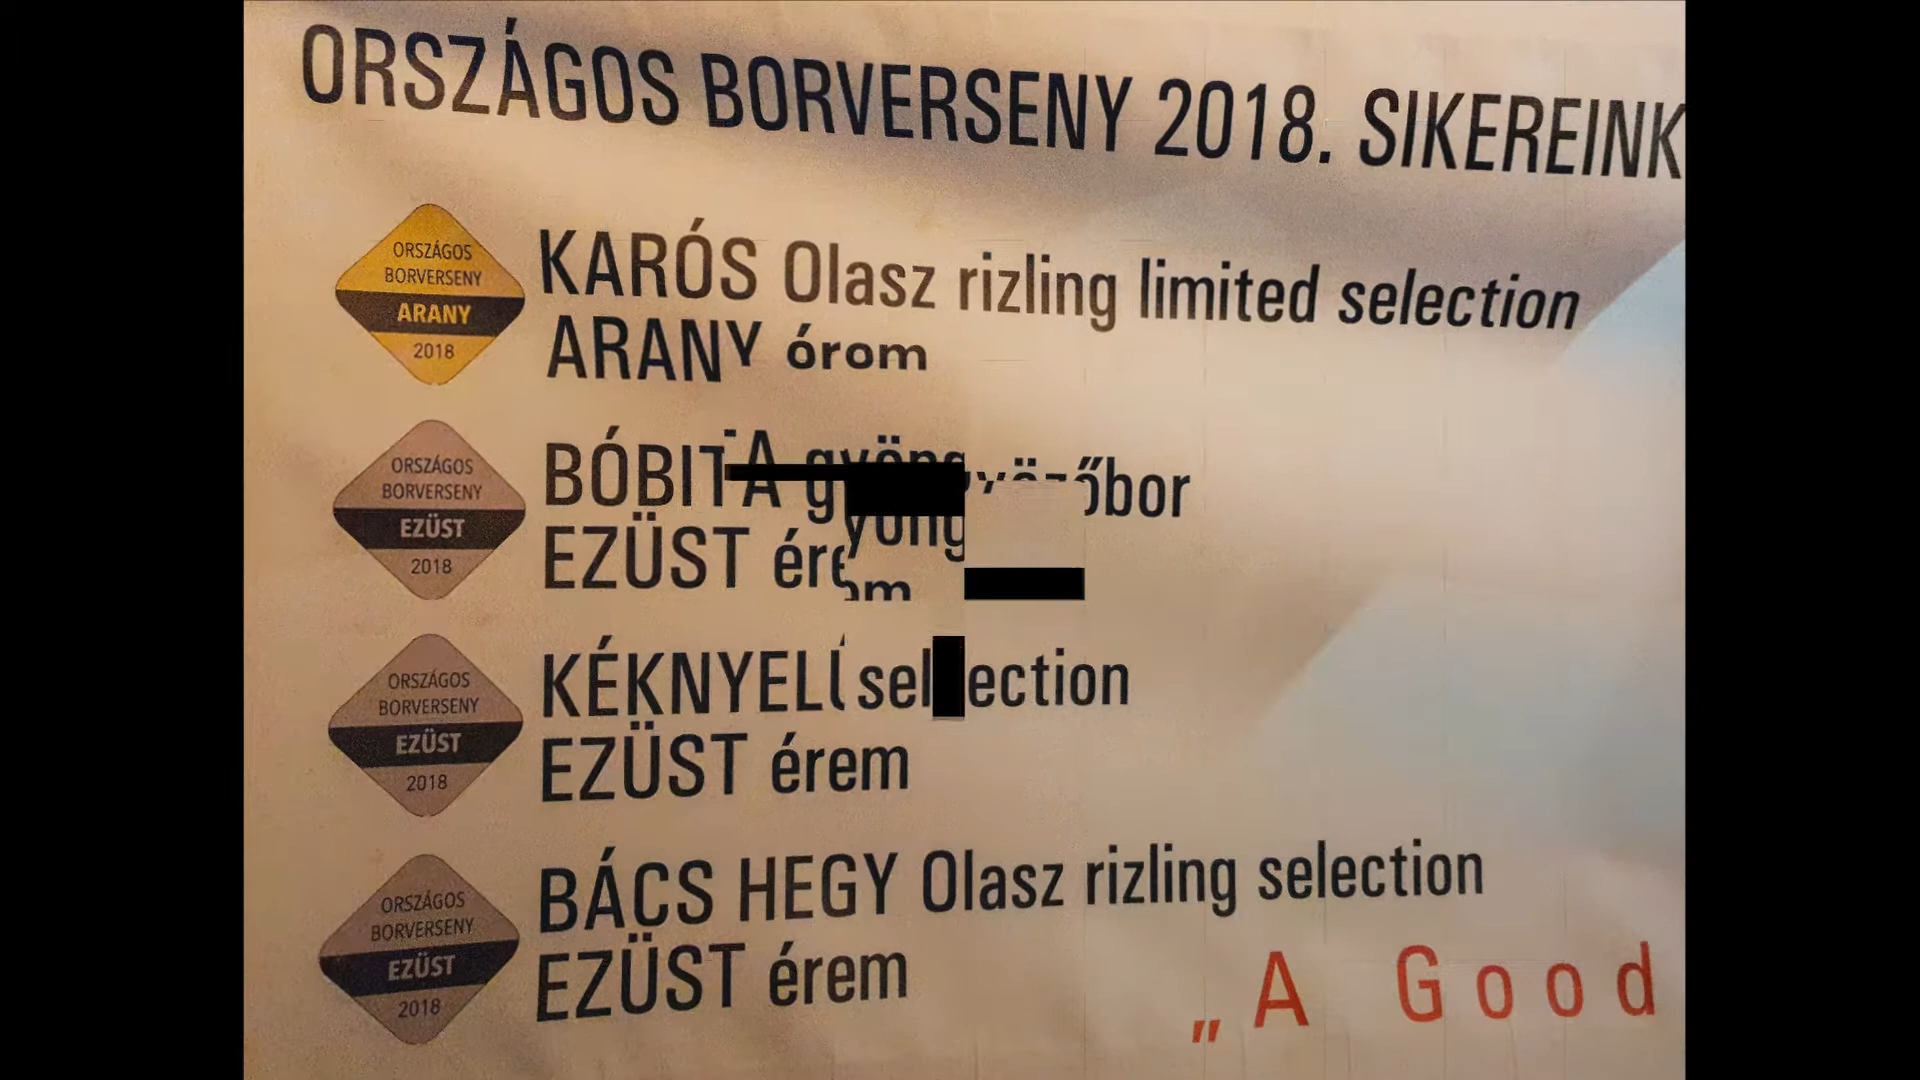 ORSZÁGOS BORVERSENY 2018. SIKEREINK
ORSZÁGOS
BORVERSENY
ARANY
2018
KARÓS Olasz rizling limited selection
ARANY órom
ORSZÁGOS
BORVERSENY
EZÜST
2018
EZÜST
ORSZÁGOS
BORVERSENY
EZÜST
2018
EZÜST érem
ORSZÁGOS
BORVERSENY
EZÜST
2018
BÁCS HEGY Olasz rizling selection
EZÜST érem
„A Good